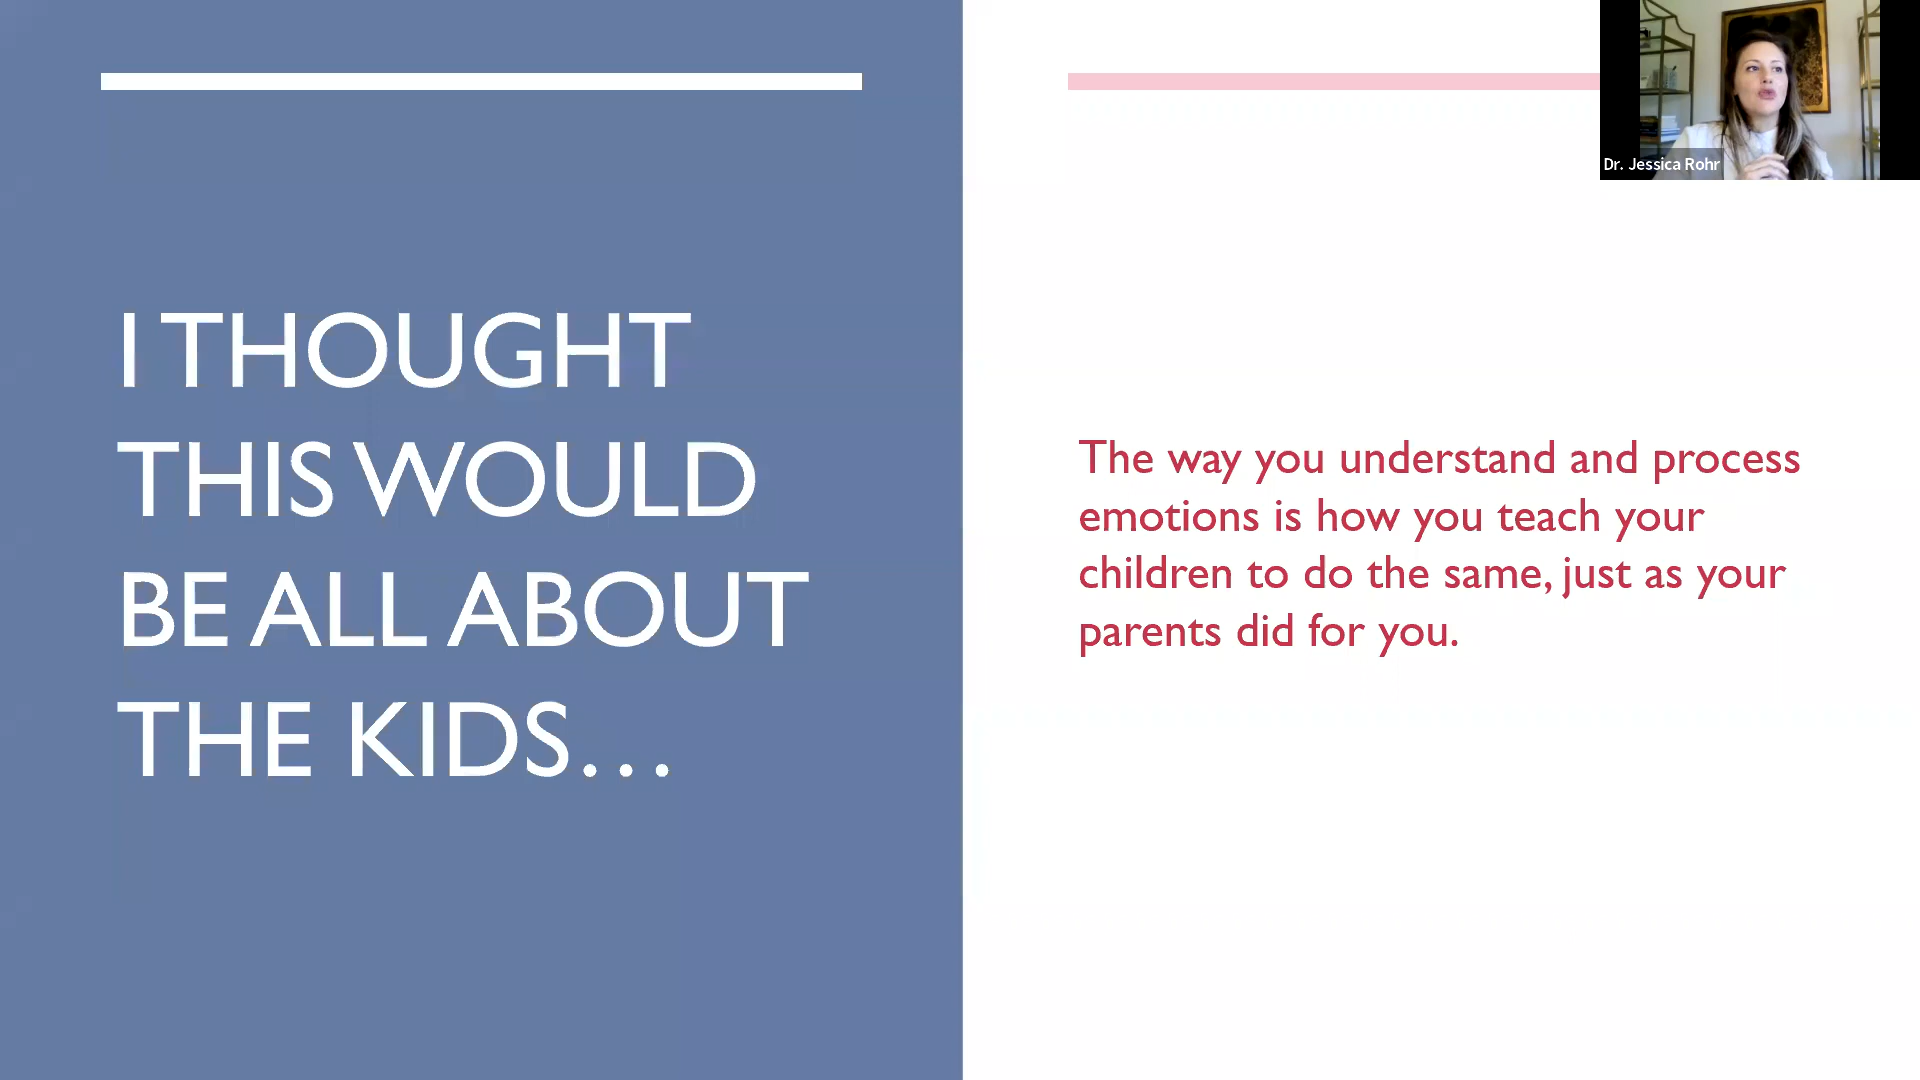 I THOUGHT
THIS WOULD
BE ALL ABOUT
THE KIDS...
The way you understand and process
emotions is how you teach your
children to do the same, just as your
parents did for you.
Dr. Jessica Rohr